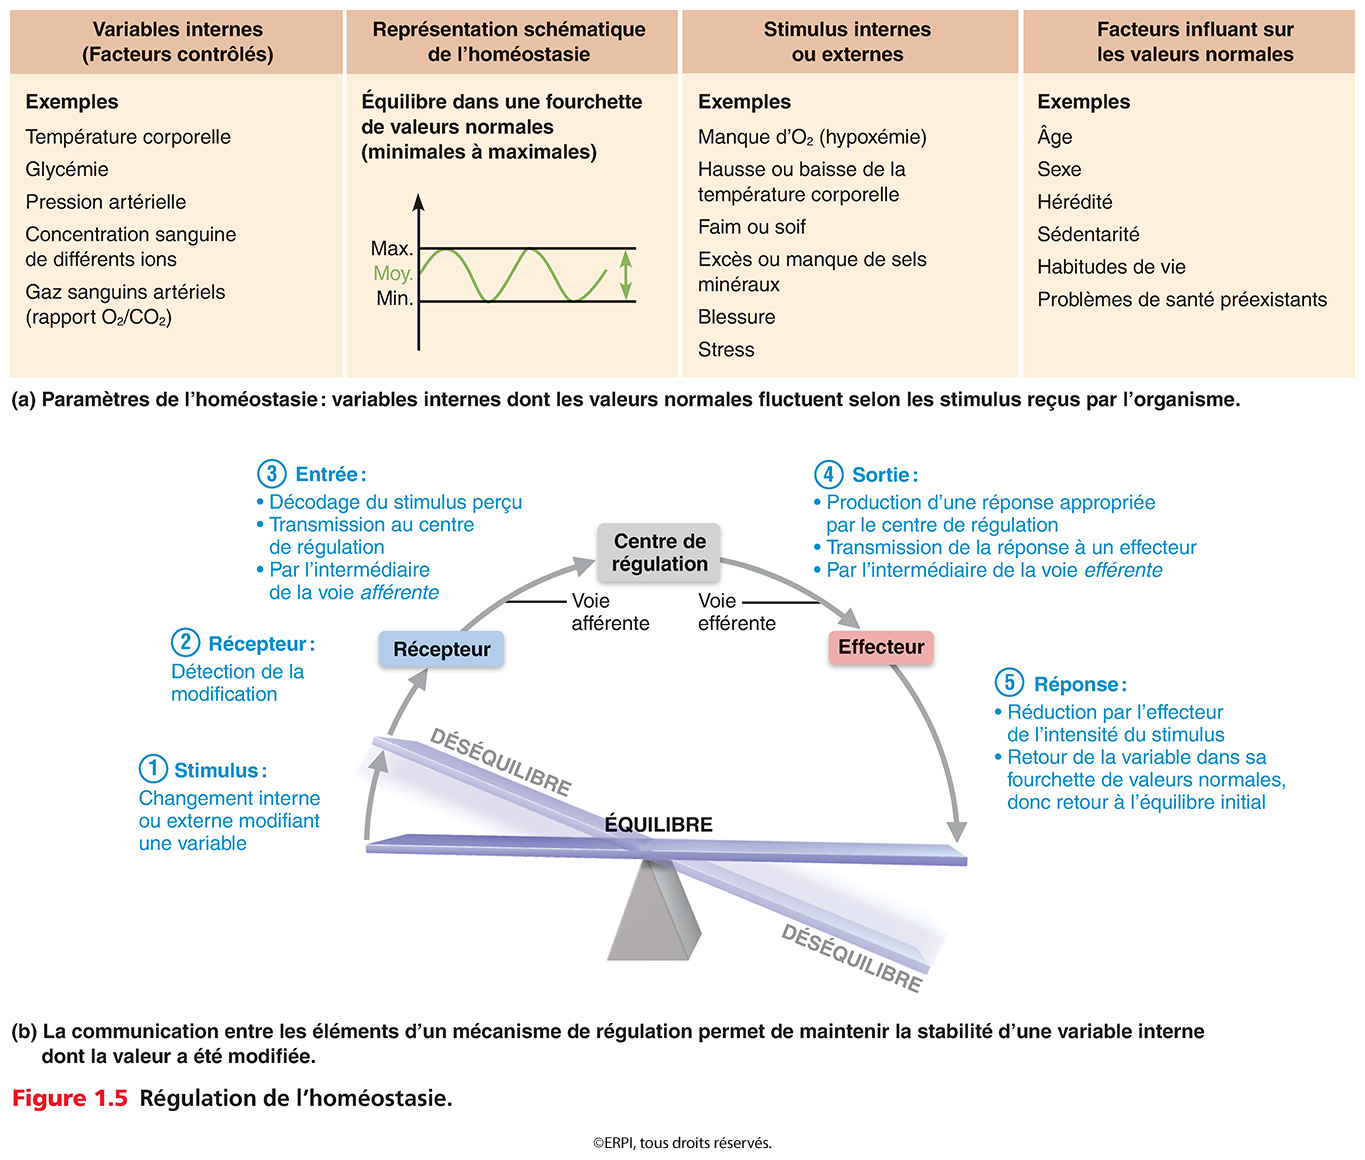 Variables internes
(Facteurs contrôlés)
Exemples
Température corporelle
Glycémie
Pression artérielle
Concentration sanguine
de différents ions
Gaz sanguins artériels
(rapport O₂/CO₂)
Représentation schématique
de l’homéostasie
Équilibre dans une fourchette
de valeurs normales
(minimales à maximales)
Max.
Moy.
Min.
Stimulus internes
ou externes
Exemples
Manque d’O₂ (hypoxémie)
Hausse ou baisse de la
température corporelle
Faim ou soif
Excès ou manque de sels
minéraux
Blessure
Stress
Facteurs influant sur
les valeurs normales
Exemples
Âge
Sexe
Hérédité
Sédentarité
Habitudes de vie
Problèmes de santé préexistants
(a) Paramètres de l’homéostasie : variables internes dont les valeurs normales fluctuent selon les stimulus reçus par l’organisme.
1 Stimulus :
Changement interne
ou externe modifiant
une variable
2 Récepteur :
Détection de la
modification
3 Entrée :
• Décodage du stimulus perçu
• Transmission au centre
de régulation
• Par l’intermédiaire
de la voie afférente
Récepteur
Voie
afférente
Centre de
régulation
Voie
efférente
Effecteur
4 Sortie :
• Production d’une réponse appropriée
par le centre de régulation
• Transmission de la réponse à un effecteur
• Par l’intermédiaire de la voie efférente
5 Réponse :
• Réduction par l’effecteur
de l’intensité du stimulus
• Retour de la variable dans sa
fourchette de valeurs normales,
donc retour à l’équilibre initial
DÉSÉQUILIBRE
ÉQUILIBRE
DÉSÉQUILIBRE
(b) La communication entre les éléments d’un mécanisme de régulation permet de maintenir la stabilité d’une variable interne
dont la valeur a été modifiée.
Figure 1.5 Régulation de l’homéostasie.
©ERPI, tous droits réservés.